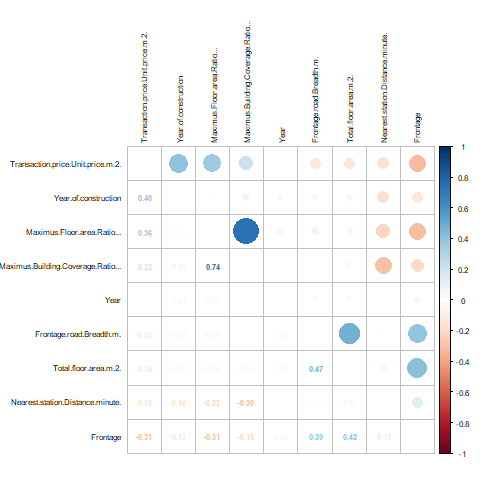 Transaction.price.Unit.price.m.2.
Year.of.construction
Maximus.Floor.area.Ratio...
Maximus.Building.Coverage.Ratio...
Year
Frontage.road.Breadth.m.
Total.floor.area.m.2.
Nearest.station.Distance.minute.
Frontage
Transaction.price.Unit.price.m.2.
Year.of.construction 0.40
Maximus.Floor.area.Ratio... 0.36
Maximus.Building.Coverage.Ratio... 0.22 0.74
Year
Frontage.road.Breadth.m. -0.12
Total.floor.area.m.2. -0.14 0.47
Nearest.station.Distance.minute. -0.15 -0.16 -0.22 -0.30
Frontage -0.31 -0.13 -0.31 -0.19 0.39 0.42 0.13
1
0.8
0.6
0.4
0.2
0
-0.2
-0.4
-0.6
-0.8
-1